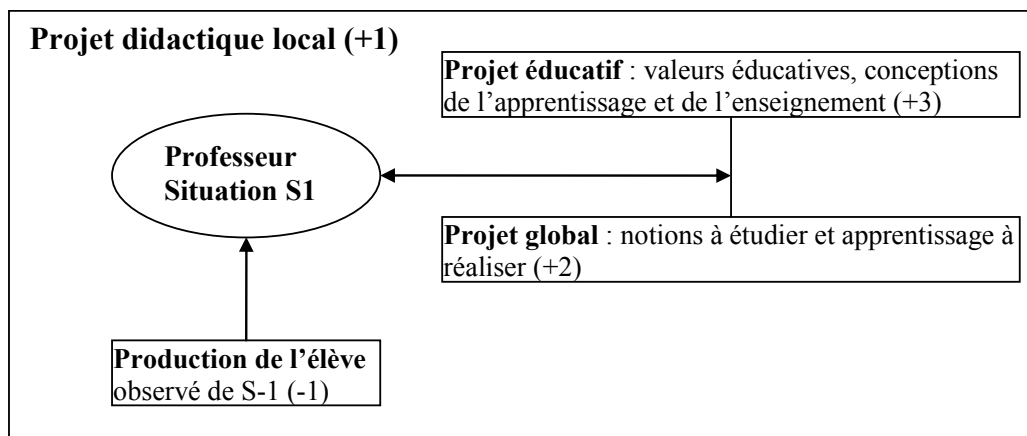 Projet didactique local (+1)
Projet éducatif : valeurs éducatives, conceptions
de l’apprentissage et de l’enseignement (+3)
Professeur
Situation S1
Projet global : notions à étudier et apprentissage à
réaliser (+2)
Production de l’élève
observé de S-1 (-1)